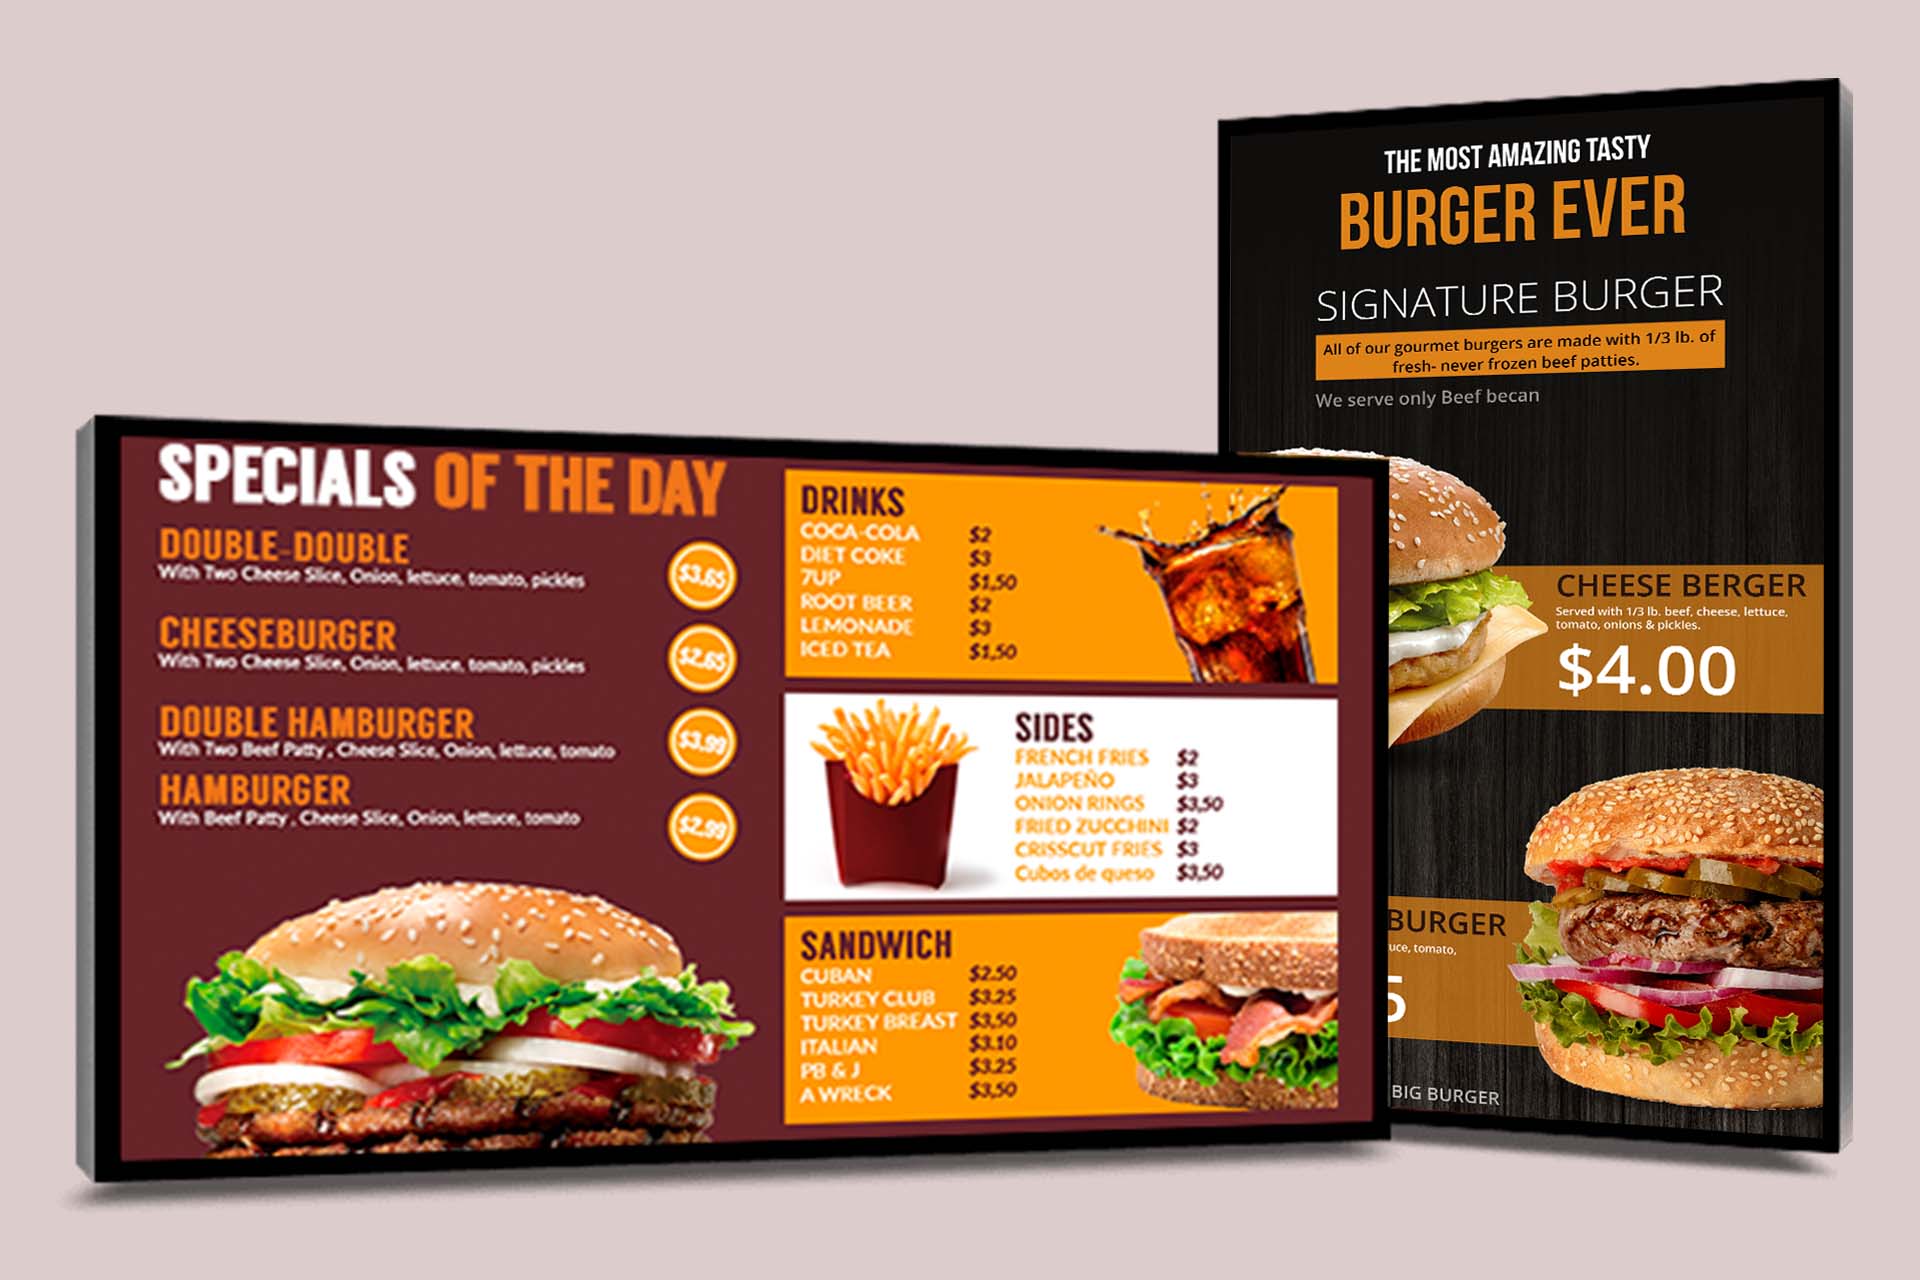 SPECIALS OF THE DAY
DOUBLE-DOUBLE
With Two Cheese Slice, Onion, lettuce, tomato, pickles
$3.65
CHEESEBURGER
With Two Cheese Slice, Onion, lettuce, tomato, pickles
$2.65
DOUBLE HAMBURGER
With Two Beef Patty , Cheese Slice, Onion, lettuce, tomato
$3.99
HAMBURGER
With Beef Patty , Cheese Slice, Onion, lettuce, tomato
$2.99
DRINKS
COCA-COLA $2
DIET COKE $3
7UP $1,50
ROOT BEER $2
LEMONADE $3
ICED TEA $1,50
SIDES
FRENCH FRIES $2
JALAPEÑO $3
ONION RINGS $3,50
FRIED ZUCCHINI $2
CRISSCUT FRIES $3
Cubos de queso $3,50
SANDWICH
CUBAN $2.50
TURKEY CLUB $3.25
TURKEY BREAST $3,50
ITALIAN $3.10
PB & J $3.25
A WRECK $3,50
THE MOST AMAZING TASTY
BURGER EVER
SIGNATURE BURGER
All of our gourmet burgers are made with 1/3 lb. of
fresh- never frozen beef patties.
We serve only Beef becan
CHEESE BERGER
Served with 1/3 lb. beef, cheese, lettuce,
tomato, onions & pickles.
$4.00
BURGER
uce, tomato,
5
BIG BURGER